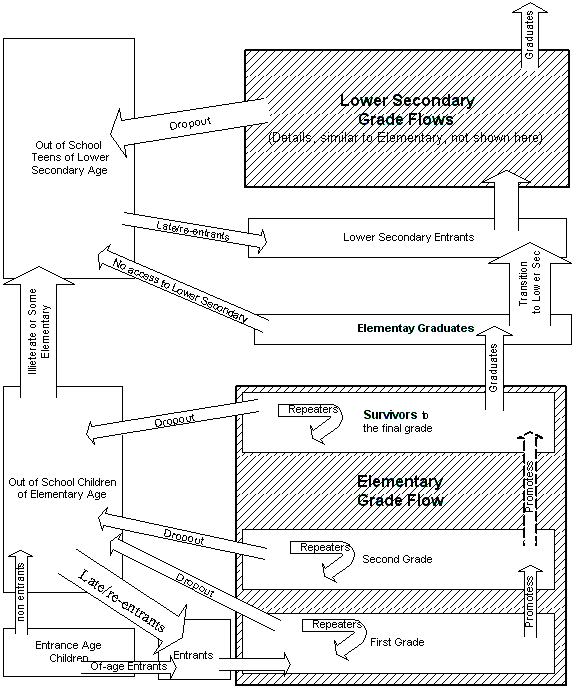 Graduates
Lower Secondary
Grade Flows
(Details, similar to Elementary, not shown here)
Dropout
Out of School
Teens of Lower
Secondary Age
Late/re-entrants
Lower Secondary Entrants
No access to Lower Secondary
Transition
to Lower Sec
Illieterate or Some
Elementary
Elementay Graduates
Graduates
Repeaters
Survivors to
the final grade
Dropout
Out of School Children
of Elementary Age
Elementary
Grade Flow
Promotess
Dropout
Repeaters
Second Grade
non entrants
Late/re-entrants
Dropout
Promotess
Repeaters
First Grade
Entrance Age
Children
Of-age Entrants
Entrants